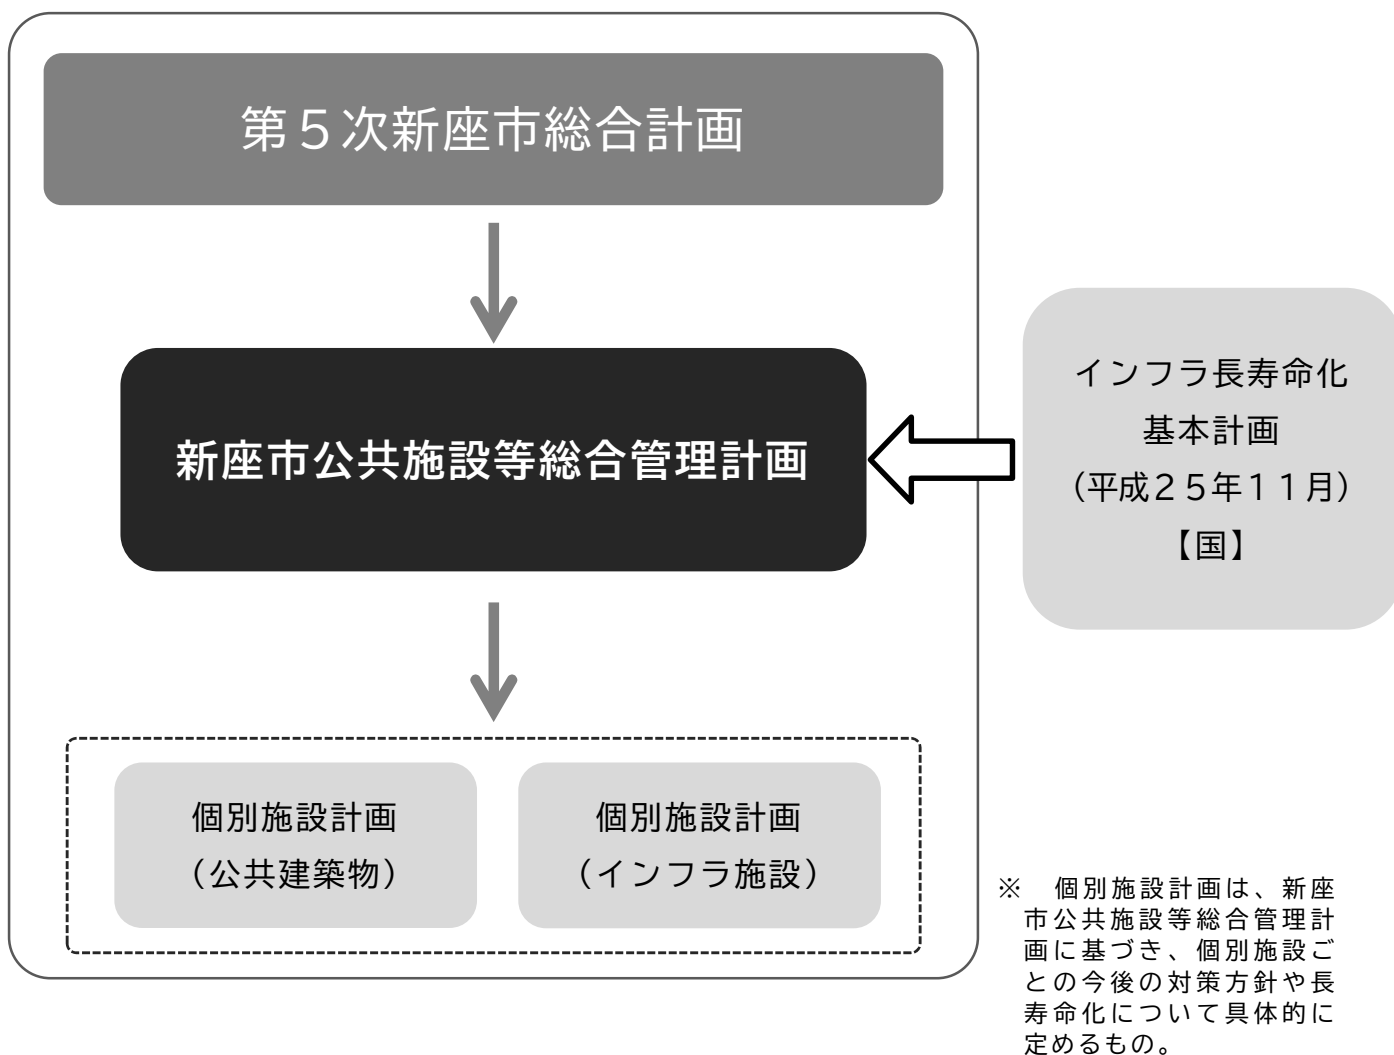 第５次新座市総合計画
新座市公共施設等総合管理計画
インフラ長寿命化
基本計画
（平成２５年１１月）
【国】
個別施設計画
（公共建築物）
個別施設計画
（インフラ施設）
※　個別施設計画は、新座
市公共施設等総合管理計
画に基づき、個別施設ご
との今後の対策方針や長
寿命化について具体的に
定めるもの。